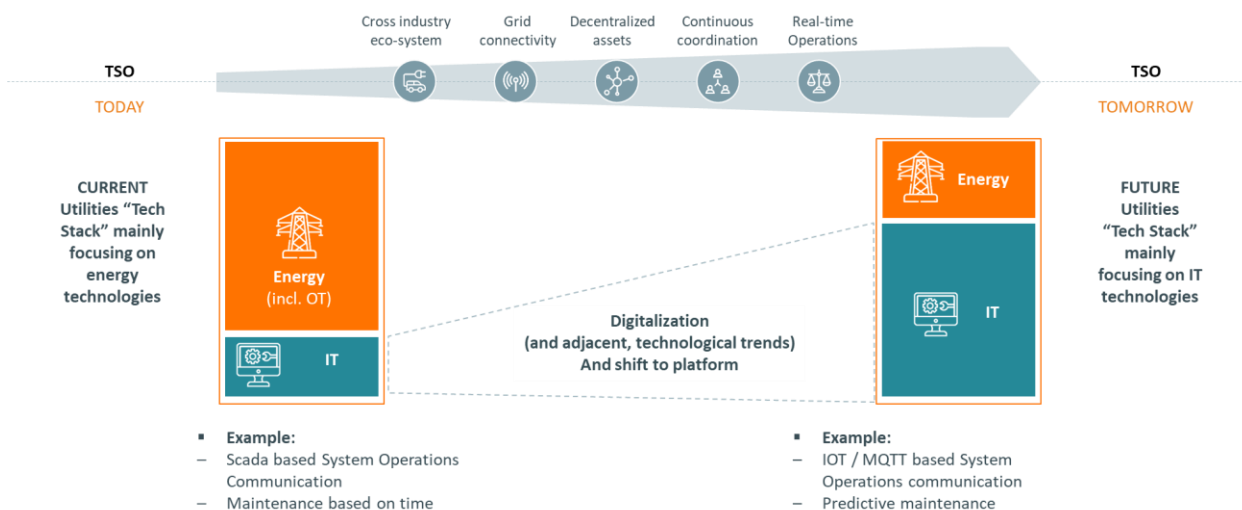 Cross industry
eco-system
Grid
connectivity
Decentralized
assets
Continuous
coordination
Real-time
Operations
TSO
TODAY
TSO
TOMORROW
CURRENT
Utilities “Tech
Stack” mainly
focusing on
energy
technologies
Energy
(incl. OT)
IT
Digitalization
(and adjacent, technological trends)
And shift to platform
Energy
IT
FUTURE
Utilities
“Tech Stack”
mainly
focusing on IT
technologies
▪ Example:
– Scada based System Operations
Communication
– Maintenance based on time
▪ Example:
– IOT / MQTT based System
Operations communication
– Predictive maintenance